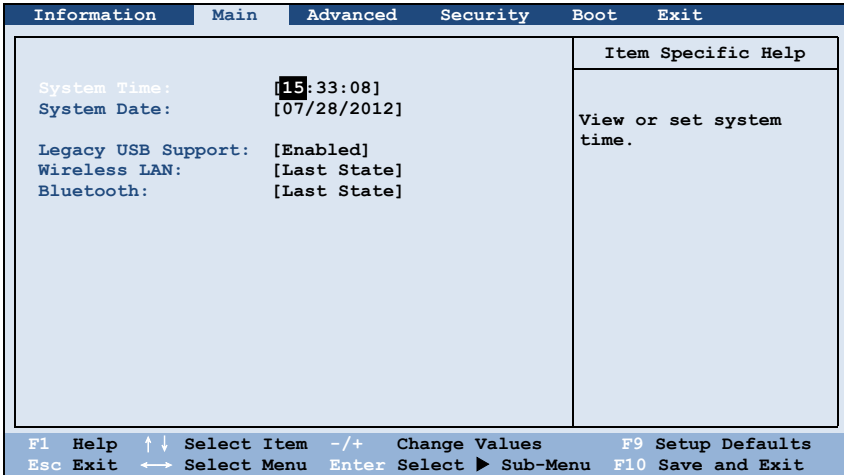 Information Main Advanced Security Boot Exit
Item Specific Help
System Time: [15:33:08]
System Date: [07/28/2012]
View or set system
time.
Legacy USB Support: [Enabled]
Wireless LAN: [Last State]
Bluetooth: [Last State]
F1 Help ↑↓ Select Item -/+ Change Values F9 Setup Defaults
Esc Exit ←→ Select Menu Enter Select ▶ Sub-Menu F10 Save and Exit